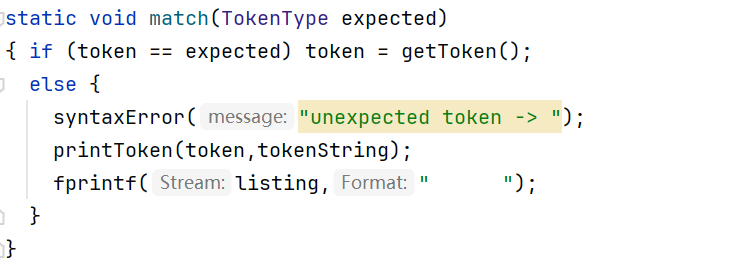 static void match(TokenType expected)
{ if (token == expected) token = getToken();
  else {
    syntaxError( message: "unexpected token -> ");
    printToken(token,tokenString);
    fprintf( Stream: listing, Format: "      ");
  }
}